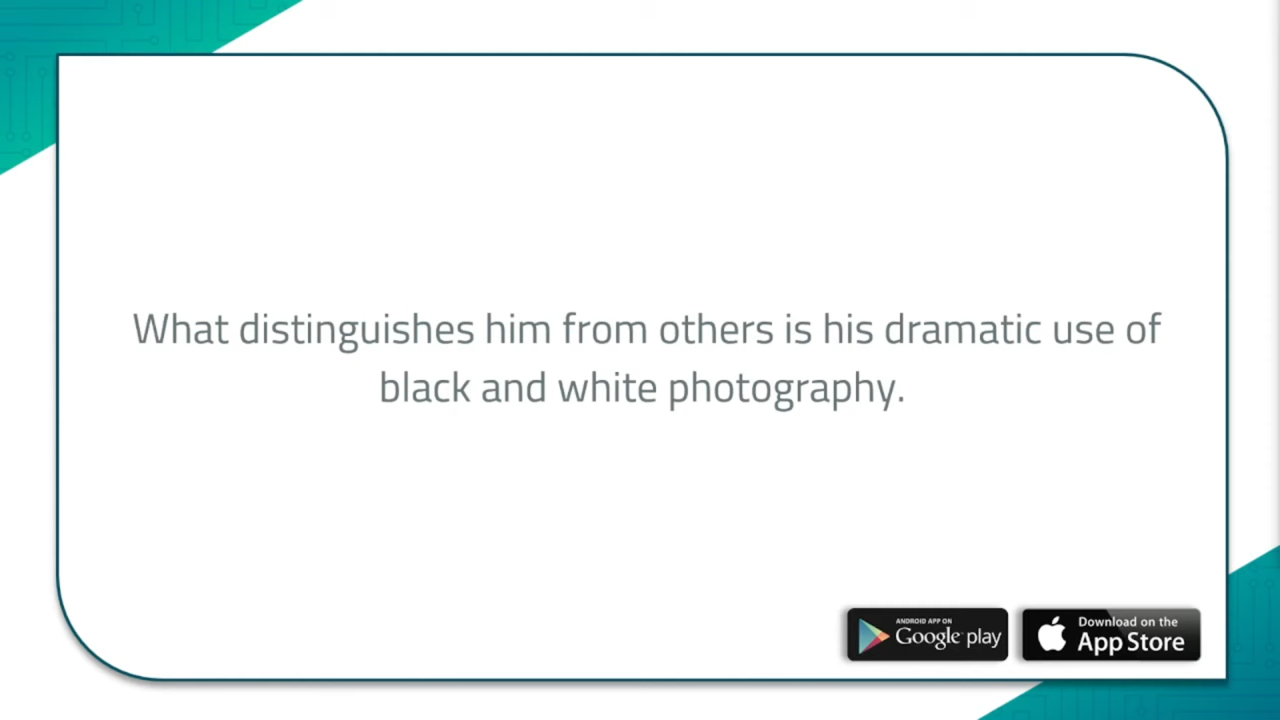 What distinguishes him from others is his dramatic use of
black and white photography.
ANDROID APP ON
Google play
Download on the
App Store